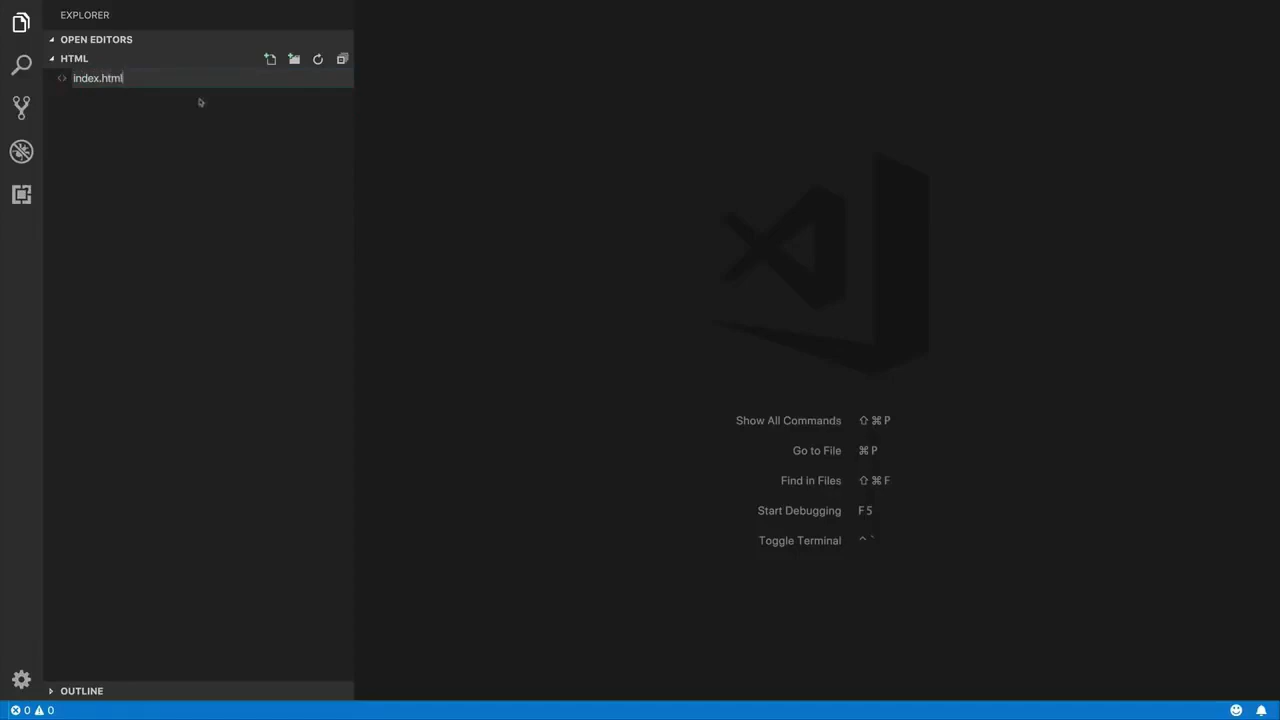 EXPLORER
OPEN EDITORS
HTML
index.html
Show All Commands ⇧⌘P
Go to File ⌘P
Find in Files ⇧⌘F
Start Debugging F5
Toggle Terminal ^`
OUTLINE
0 0